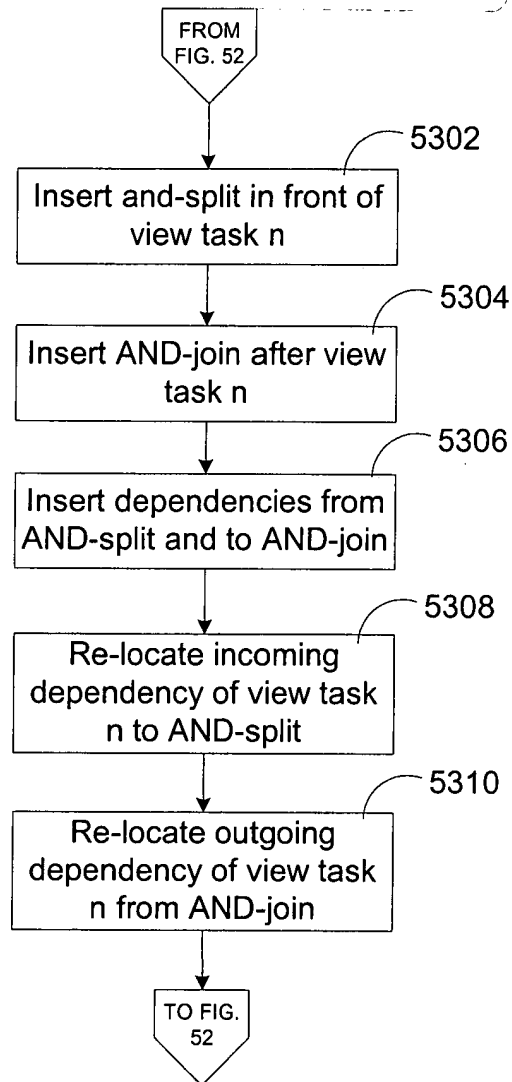 FROM
FIG. 52
5302
Insert and-split in front of
view task n
5304
Insert AND-join after view
task n
5306
Insert dependencies from
AND-split and to AND-join
5308
Re-locate incoming
dependency of view task
n to AND-split
5310
Re-locate outgoing
dependency of view task
n from AND-join
TO FIG.
52